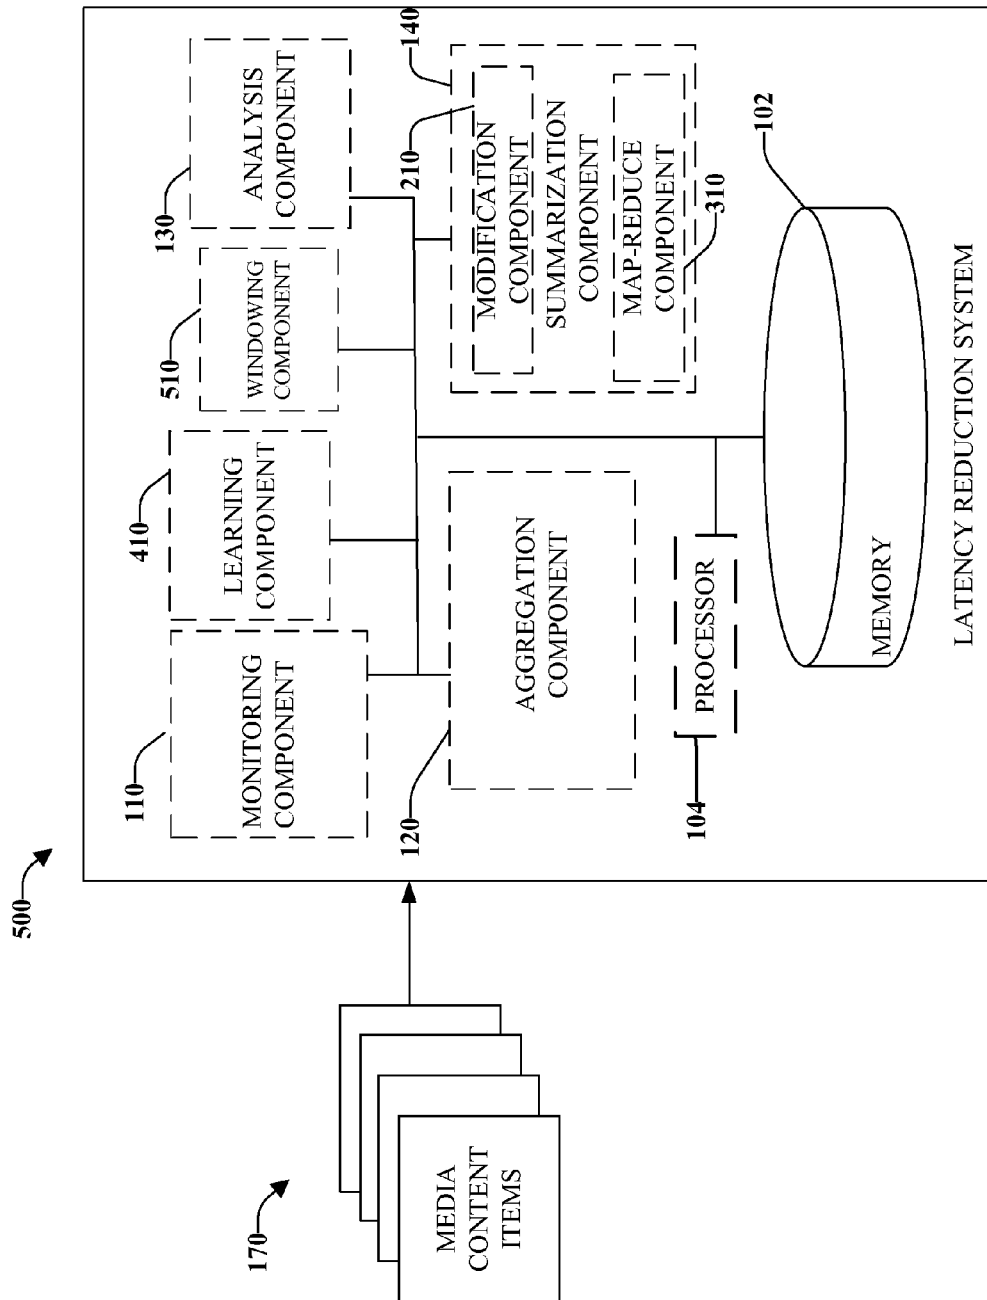 500
170
MEDIA
CONTENT
ITEMS
110
MONITORING
COMPONENT
410
LEARNING
COMPONENT
510
WINDOWING
COMPONENT
130
ANALYSIS
COMPONENT
120
AGGREGATION
COMPONENT
140
210
MODIFICATION
COMPONENT
SUMMARIZATION
COMPONENT
MAP-REDUCE
COMPONENT
310
104
PROCESSOR
102
MEMORY
LATENCY REDUCTION SYSTEM